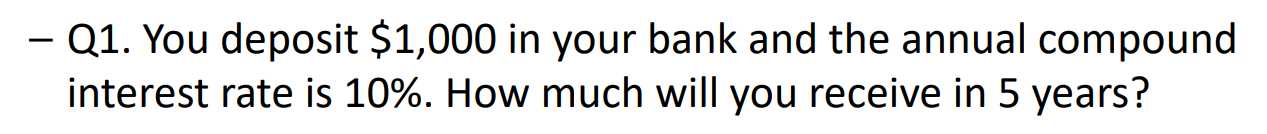 – Q1. You deposit $1,000 in your bank and the annual compound
interest rate is 10%. How much will you receive in 5 years?